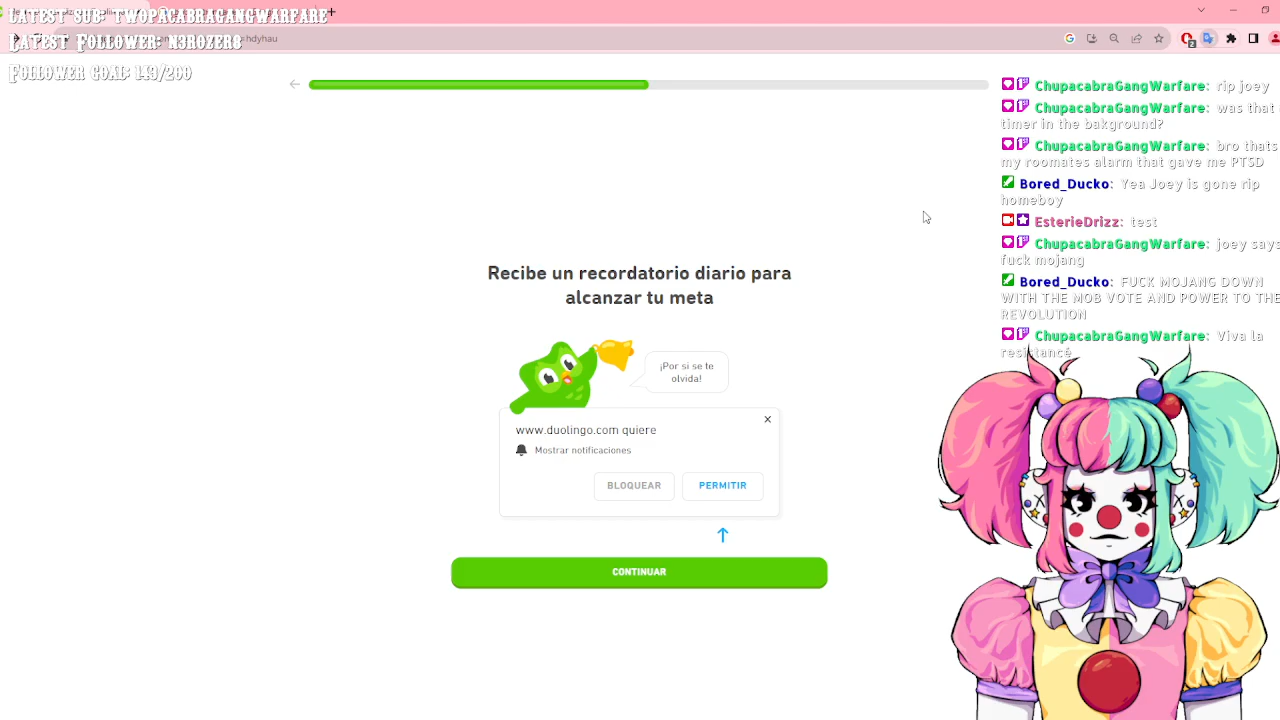 LATEST SUB: TWOPACABRAGANGWARFARE
LATEST FOLLOWER: N3ROZER8
FOLLOWER GOAL: 149/200
hdyhau
Recibe un recordatorio diario para
alcanzar tu meta
¡Por si se te
olvida!
www.duolingo.com quiere
Mostrar notificaciones
BLOQUEAR
PERMITIR
CONTINUAR
ChupacabraGangWarfare: rip joey
ChupacabraGangWarfare: was that
timer in the bakground?
ChupacabraGangWarfare: bro thats
my roomates alarm that gave me PTSD
Bored_Ducko: Yea Joey is gone rip
homeboy
EsterieDrizz: test
ChupacabraGangWarfare: joey says
fuck mojang
Bored_Ducko: FUCK MOJANG DOWN
WITH THE MOB VOTE AND POWER TO THE
REVOLUTION
ChupacabraGangWarfare: Viva la
resistancé